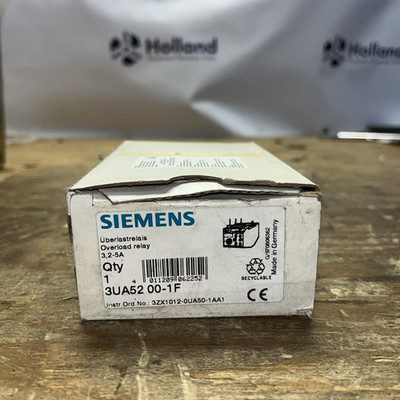 Holland
SIEMENS
Überlastrelais
Overload relay
3,2-5A
Qty
1
4 011209 062252
3UA52 00-1F
Instr.Ord.No.: 3ZX1012-0UA50-1AA1
RECYCLABLE
Made in Germany
CE